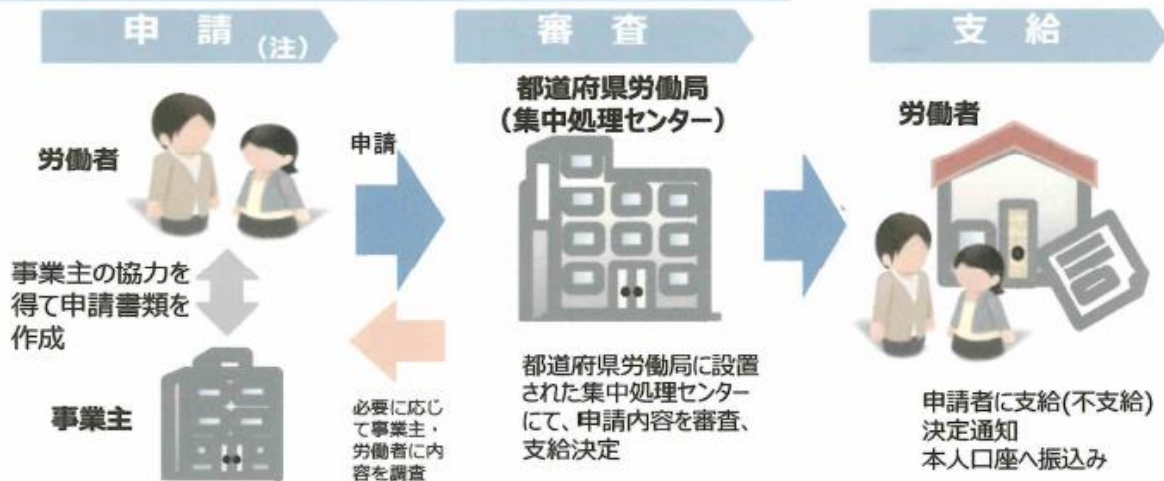 申　請　(注)
審　査
支　給
労働者
事業主の協力を
得て申請書類を
作成
事業主
申請
必要に応じ
て事業主・
労働者に内
容を調査
都道府県労働局
（集中処理センター）
都道府県労働局に設置
された集中処理センター
にて、申請内容を審査、
支給決定
労働者
申請者に支給(不支給)
決定通知
本人口座へ振込み